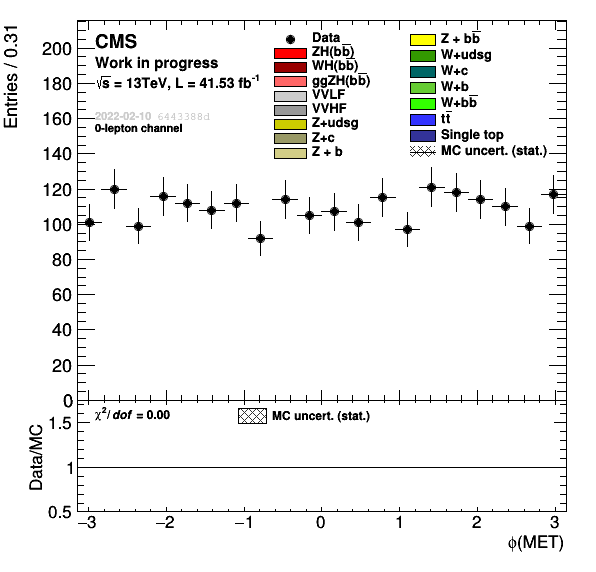 CMS
Work in progress
√s = 13TeV, L = 41.53 fb⁻¹
2022-02-10 6443388d
0-lepton channel
Data
ZH(bb̅)
WH(bb̅)
ggZH(bb̅)
VVLF
VVHF
Z+udsg
Z+c
Z + b
Z + bb̅
W+udsg
W+c
W+b
W+bb̅
tt̅
Single top
MC uncert. (stat.)
Entries / 0.31
200
180
160
140
120
100
80
60
40
20
0
χ²/dof = 0.00
MC uncert. (stat.)
Data/MC
1.5
1
0.5
−3 −2 −1 0 1 2 3
ϕ(MET)